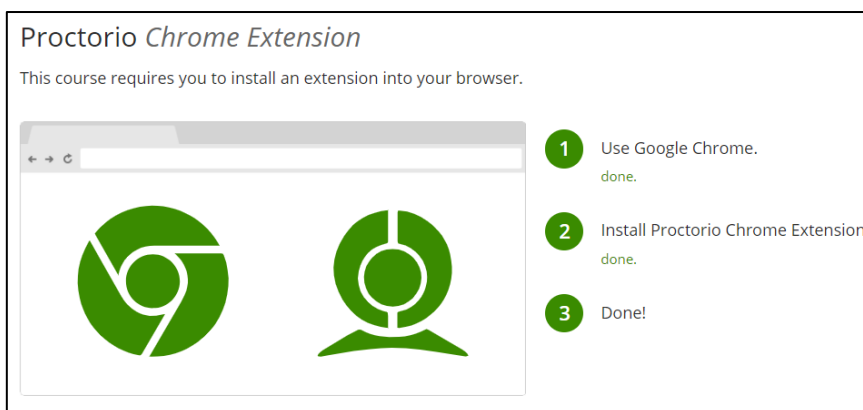 Proctorio Chrome Extension
This course requires you to install an extension into your browser.
1 Use Google Chrome.
done.
2 Install Proctorio Chrome Extension
done.
3 Done!